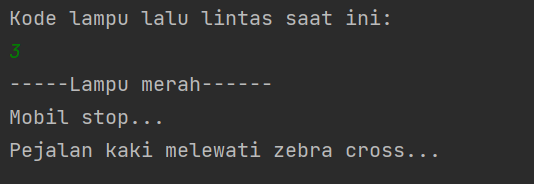 Kode lampu lalu lintas saat ini:
3
-----Lampu merah------
Mobil stop...
Pejalan kaki melewati zebra cross...